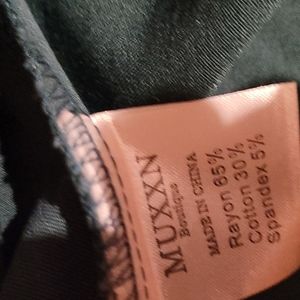 MUXXN
Boutique
MADE IN CHINA
Rayon 65%
Cotton 30%
Spandex 5%